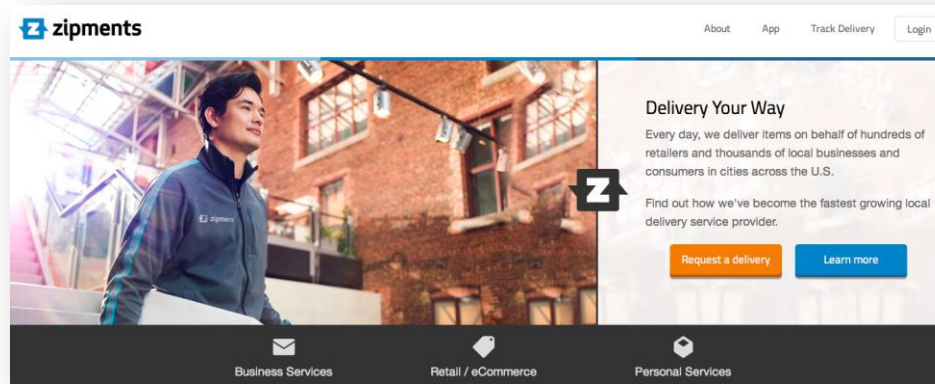 zipments
About App Track Delivery Login
Delivery Your Way
Every day, we deliver items on behalf of hundreds of
retailers and thousands of local businesses and
consumers in cities across the U.S.
Find out how we've become the fastest growing local
delivery service provider.
Request a delivery Learn more
zipments
Business Services Retail / eCommerce Personal Services